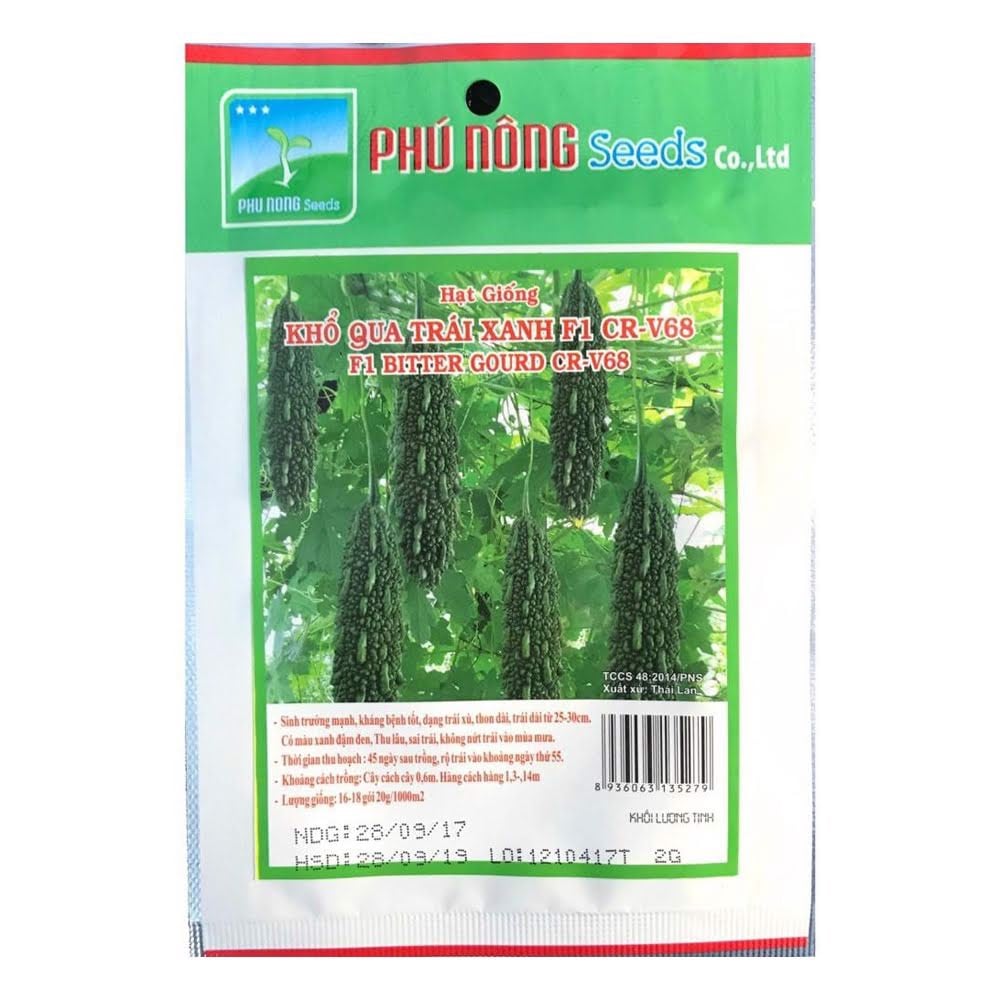 PHU NONG Seeds
PHÚ NÔNG Seeds Co.,Ltd
Hạt Giống
KHỔ QUA TRÁI XANH F1 CR-V68
F1 BITTER GOURD CR-V68
TCCS 48:2014/PNS
Xuất xứ: Thái Lan
- Sinh trưởng mạnh, kháng bệnh tốt, dạng trái xù, thon dài, trái dài từ 25-30cm.
Có màu xanh đậm đen, Thu lâu, sai trái, không nứt trái vào mùa mưa.
- Thời gian thu hoạch : 45 ngày sau trồng, rộ trái vào khoảng ngày thứ 55.
- Khoảng cách trồng: Cây cách cây 0,6m. Hàng cách hàng 1,3-,14m
- Lượng giống: 16-18 gói 20g/1000m2
8 936063 135279
KHỐI LƯỢNG TỊNH
NDG:28/09/17
HSD:28/09/19 LO:1210417T 2G